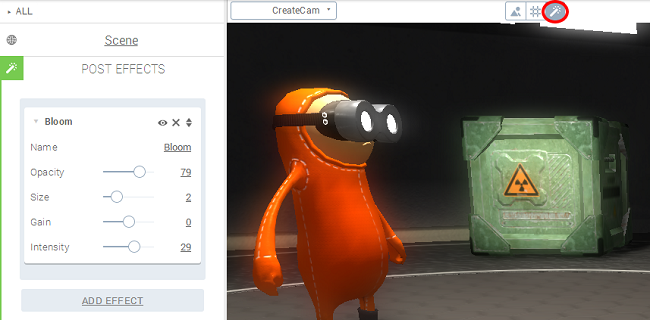 ALL
CreateCam
Scene
POST EFFECTS
Bloom
Name Bloom
Opacity 79
Size 2
Gain 0
Intensity 29
ADD EFFECT